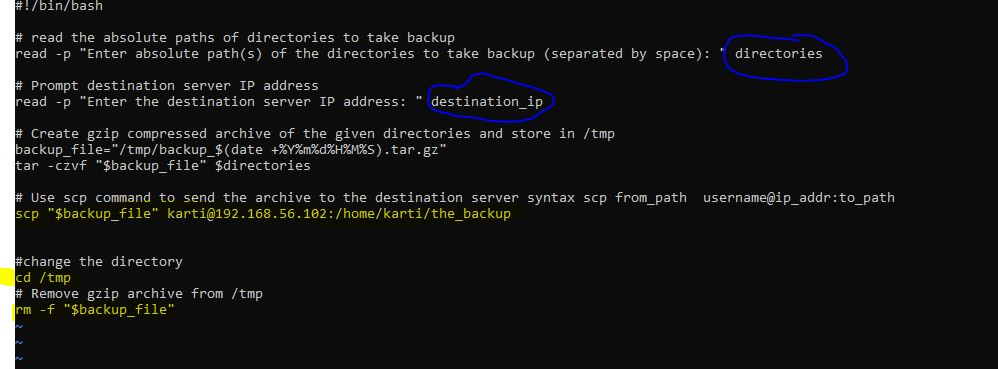 #!/bin/bash
# read the absolute paths of directories to take backup
read -p "Enter absolute path(s) of the directories to take backup (separated by space): " directories
# Prompt destination server IP address
read -p "Enter the destination server IP address: " destination_ip
# Create gzip compressed archive of the given directories and store in /tmp
backup_file="/tmp/backup_$(date +%Y%m%d%H%M%S).tar.gz"
tar -czvf "$backup_file" $directories
# Use scp command to send the archive to the destination server syntax scp from_path  username@ip_addr:to_path
scp "$backup_file" karti@192.168.56.102:/home/karti/the_backup
#change the directory
cd /tmp
# Remove gzip archive from /tmp
rm -f "$backup_file"
~
~
~